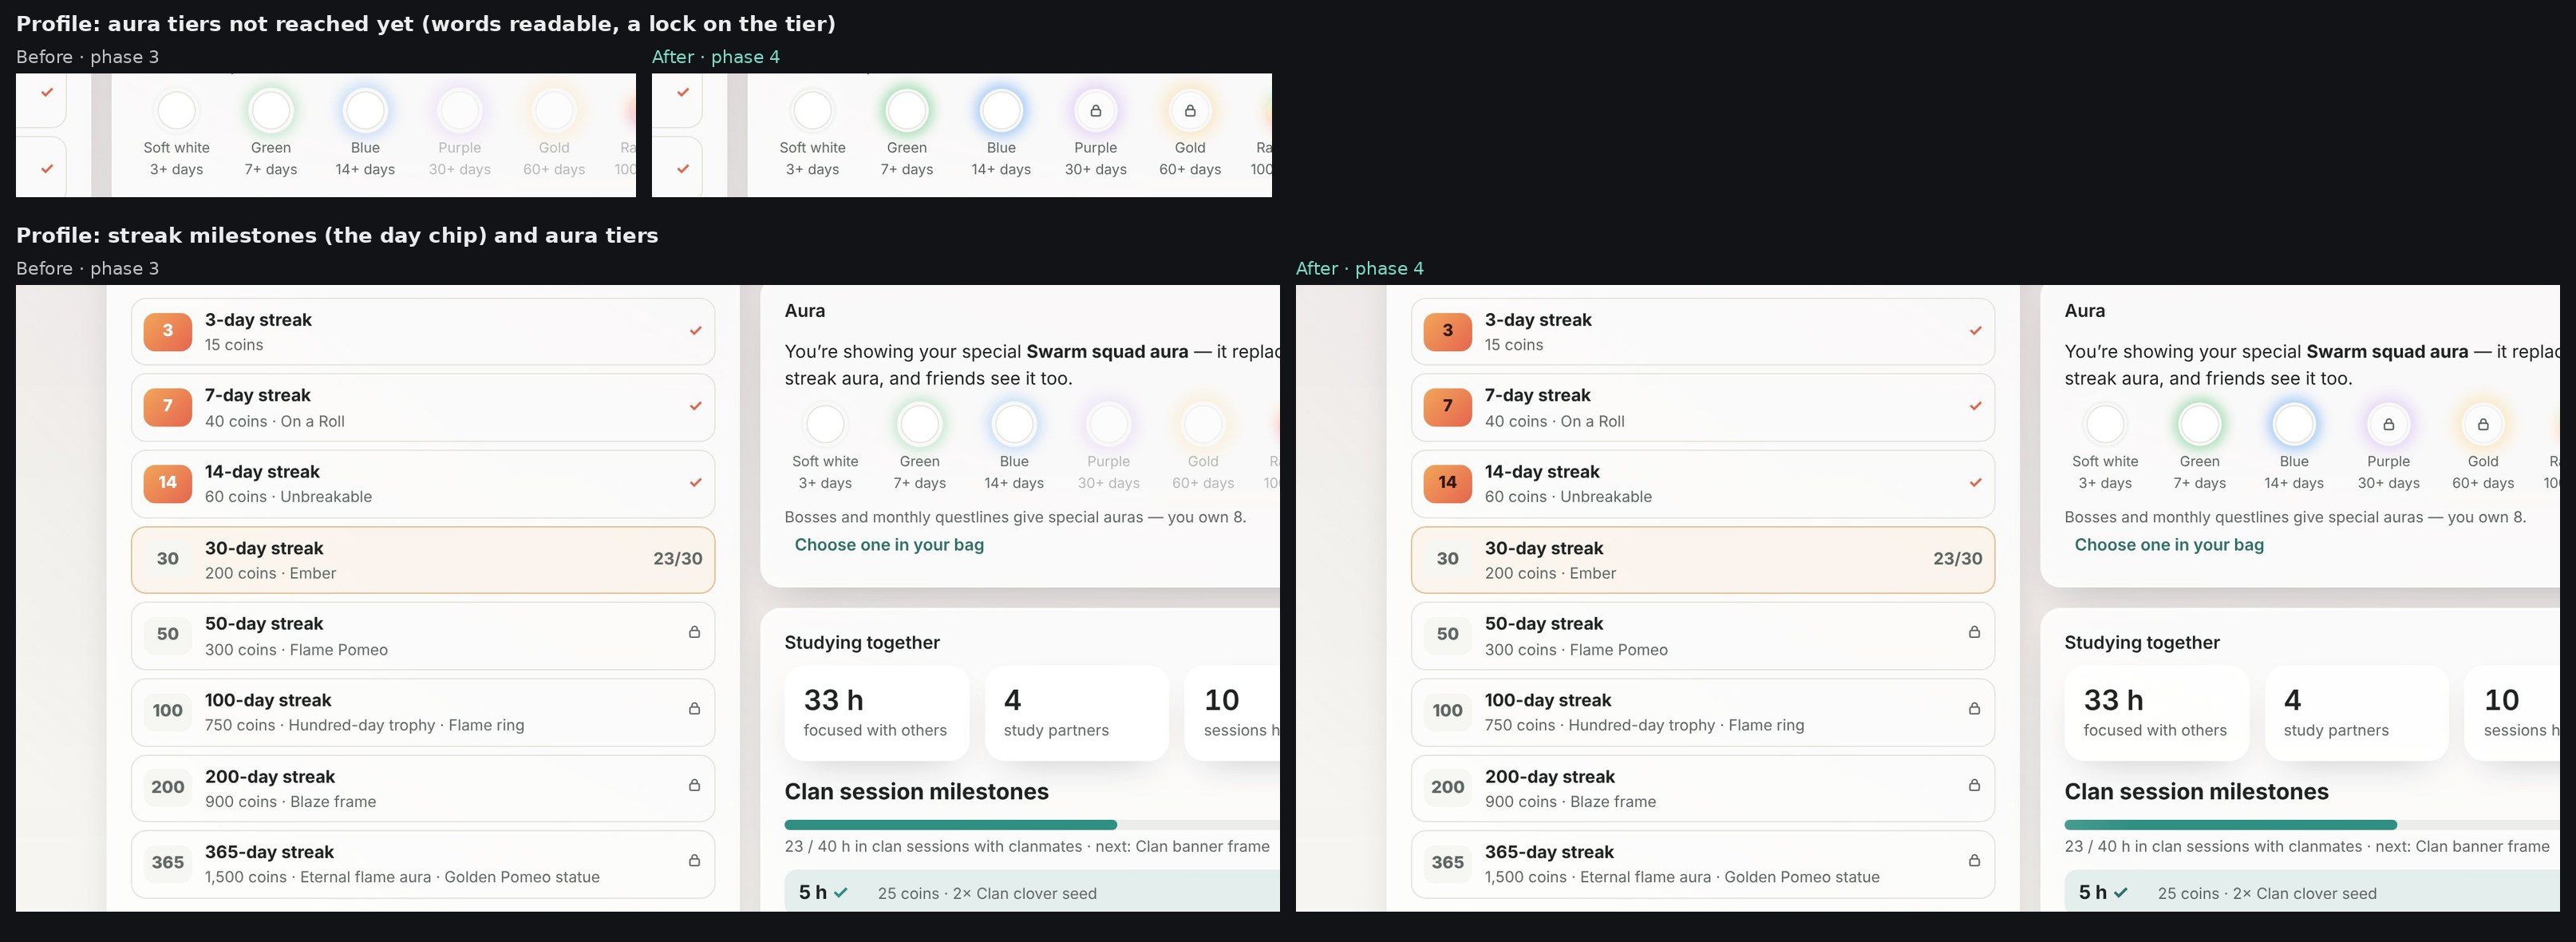 Profile: aura tiers not reached yet (words readable, a lock on the tier)
Before · phase 3
Soft white Green Blue Purple Gold
3+ days 7+ days 14+ days 30+ days 60+ days 100
After · phase 4
Soft white Green Blue Purple Gold
3+ days 7+ days 14+ days 30+ days 60+ days 100
Profile: streak milestones (the day chip) and aura tiers
Before · phase 3
3 3-day streak
15 coins
7 7-day streak
40 coins · On a Roll
14 14-day streak
60 coins · Unbreakable
30 30-day streak 23/30
200 coins · Ember
50 50-day streak
300 coins · Flame Pomeo
100 100-day streak
750 coins · Hundred-day trophy · Flame ring
200 200-day streak
900 coins · Blaze frame
365 365-day streak
1,500 coins · Eternal flame aura · Golden Pomeo statue
Aura
You’re showing your special Swarm squad aura — it replac
streak aura, and friends see it too.
Soft white Green Blue Purple Gold
3+ days 7+ days 14+ days 30+ days 60+ days
Bosses and monthly questlines give special auras — you own 8.
Choose one in your bag
Studying together
33 h 4 10
focused with others study partners sessions h
Clan session milestones
23 / 40 h in clan sessions with clanmates · next: Clan banner frame
5 h 25 coins · 2× Clan clover seed
After · phase 4
3 3-day streak
15 coins
7 7-day streak
40 coins · On a Roll
14 14-day streak
60 coins · Unbreakable
30 30-day streak 23/30
200 coins · Ember
50 50-day streak
300 coins · Flame Pomeo
100 100-day streak
750 coins · Hundred-day trophy · Flame ring
200 200-day streak
900 coins · Blaze frame
365 365-day streak
1,500 coins · Eternal flame aura · Golden Pomeo statue
Aura
You’re showing your special Swarm squad aura — it replac
streak aura, and friends see it too.
Soft white Green Blue Purple Gold
3+ days 7+ days 14+ days 30+ days 60+ days
Bosses and monthly questlines give special auras — you own 8.
Choose one in your bag
Studying together
33 h 4 10
focused with others study partners sessions h
Clan session milestones
23 / 40 h in clan sessions with clanmates · next: Clan banner frame
5 h 25 coins · 2× Clan clover seed